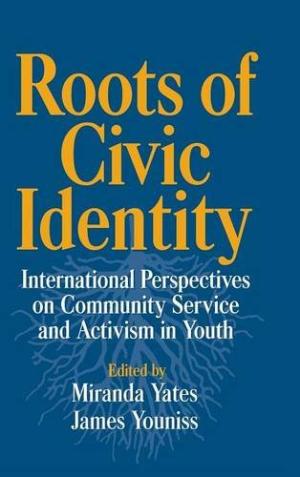 Roots of
Civic
Identity
International Perspectives
on Community Service
and Activism in Youth
Edited by
Miranda Yates
James Youniss